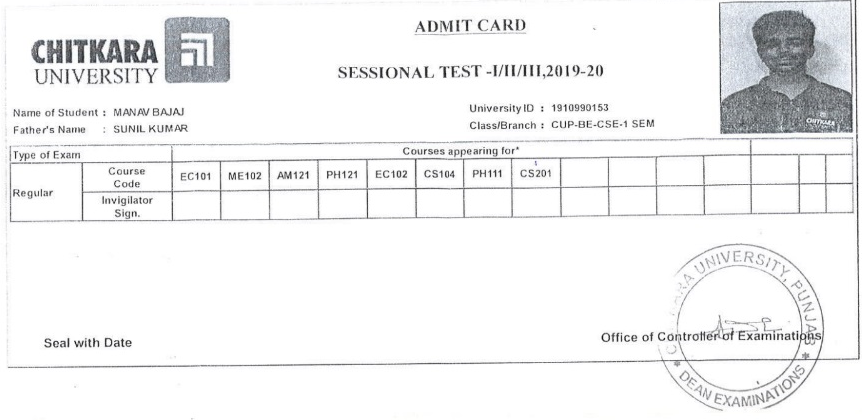 ADMIT CARD
CHITKARA
UNIVERSITY
SESSIONAL TEST -I/II/III,2019-20
Name of Student : MANAV BAJAJ
University ID : 1910990153
Father's Name : SUNIL KUMAR
Class/Branch : CUP-BE-CSE-1 SEM
CHITKARA
Type of Exam Courses appearing for*
Regular Course Code EC101 ME102 AM121 PH121 EC102 CS104 PH111 CS201
Invigilator Sign.
UNIVERSITY, PUNJAB
Seal with Date
Office of Controller of Examinations
* DEAN EXAMINATIONS *